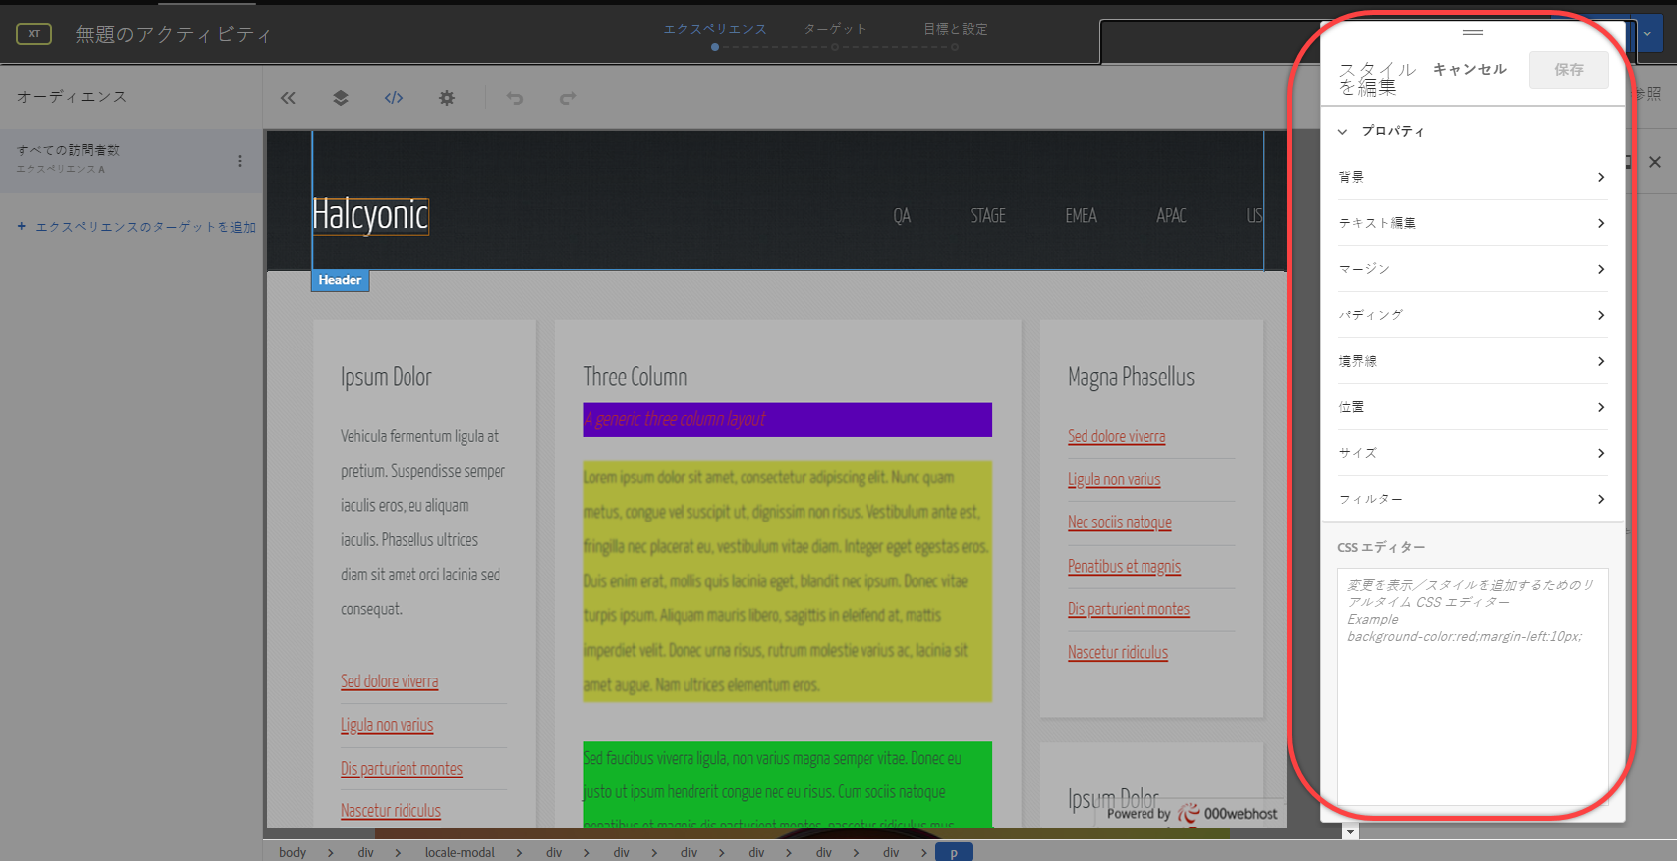 XT
無題のアクティビティ
エクスペリエンス
ターゲット
目標と設定
オーディエンス
すべての訪問者数
エクスペリエンス A
+ エクスペリエンスのターゲットを追加
参照
Halcyonic
QA
STAGE
EMEA
APAC
US
Header
Ipsum Dolor
Vehicula fermentum ligula at
pretium. Suspendisse semper
iaculis eros, eu aliquam
iaculis. Phasellus ultrices
diam sit amet orci lacinia sed
consequat.
Sed dolore viverra
Ligula non varius
Dis parturient montes
Nascetur ridiculus
Three Column
A generic three column layout
Lorem ipsum dolor sit amet, consectetur adipiscing elit. Nunc quam
metus, congue vel suscipit ut, dignissim non risus. Vestibulum ante est,
fringilla nec placerat eu, vestibulum vitae diam. Integer eget egestas eros.
Duis enim erat, mollis quis lacinia eget, blandit nec ipsum. Donec vitae
turpis ipsum. Aliquam mauris libero, sagittis in eleifend at, mattis
imperdiet velit. Donec urna risus, rutrum molestie varius ac, lacinia sit
amet augue. Nam ultrices elementum eros.
Sed faucibus viverra ligula, non varius magna semper vitae. Donec eu
justo ut ipsum hendrerit congue nec eu risus. Cum sociis natoque
penatibus et magnis dis parturient montes, nascetur ridiculus mus.
Magna Phasellus
Sed dolore viverra
Ligula non varius
Nec sociis natoque
Penatibus et magnis
Dis parturient montes
Nascetur ridiculus
Ipsum Dolor
Powered by 000webhost
スタイル
を編集
キャンセル
保存
プロパティ
背景
テキスト編集
マージン
パディング
境界線
位置
サイズ
フィルター
CSS エディター
変更を表示／スタイルを追加するためのリ
アルタイム CSS エディター
Example
background-color:red;margin-left:10px;
body > div > locale-modal > div > div > div > div > div > div > p